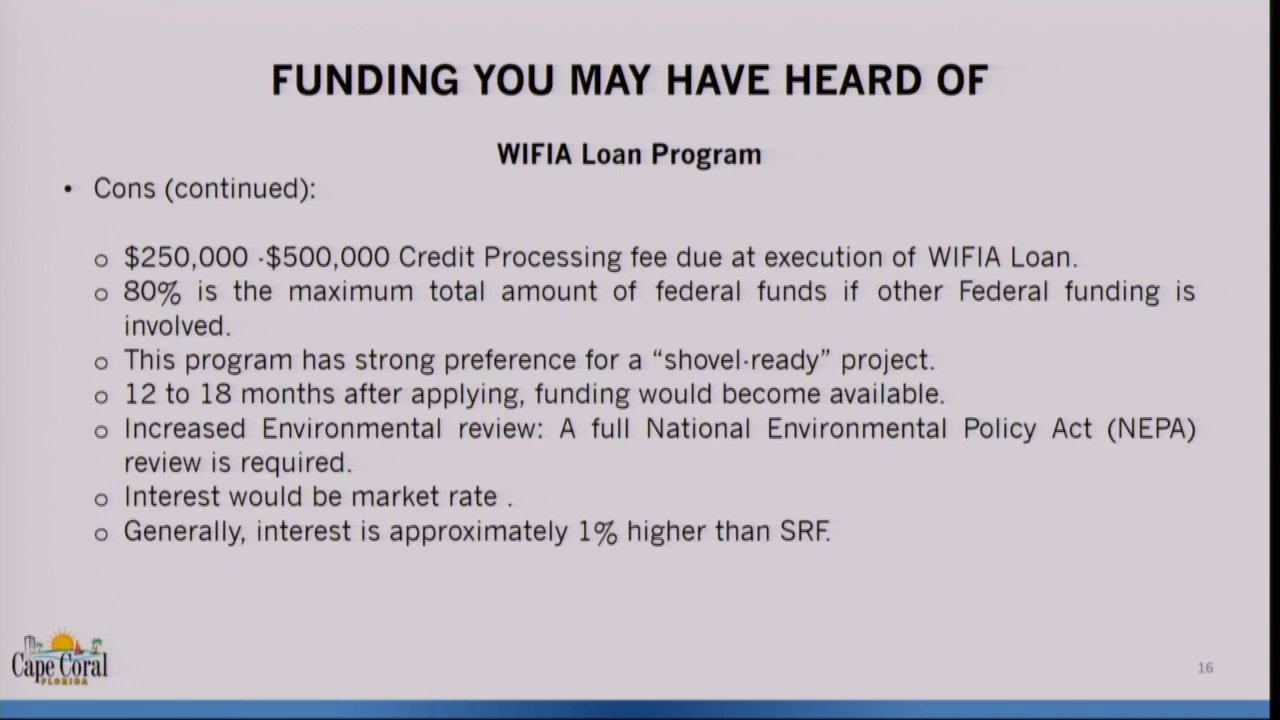 FUNDING YOU MAY HAVE HEARD OF
WIFIA Loan Program
• Cons (continued):
o $250,000 -$500,000 Credit Processing fee due at execution of WIFIA Loan.
o 80% is the maximum total amount of federal funds if other Federal funding is
involved.
o This program has strong preference for a “shovel-ready” project.
o 12 to 18 months after applying, funding would become available.
o Increased Environmental review: A full National Environmental Policy Act (NEPA)
review is required.
o Interest would be market rate .
o Generally, interest is approximately 1% higher than SRF.
Cape Coral
FLORIDA
16